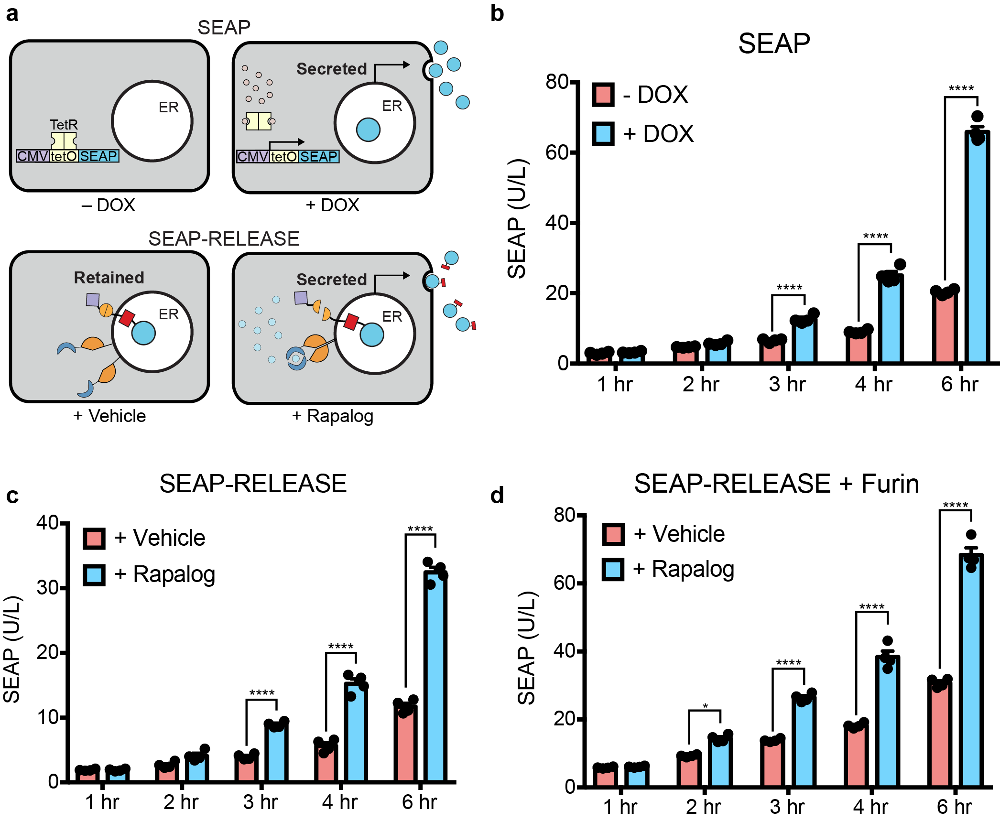 a
SEAP
ER
TetR
CMV tetO SEAP
– DOX
Secreted
ER
CMV tetO SEAP
+ DOX
SEAP-RELEASE
Retained
ER
+ Vehicle
Secreted
ER
+ Rapalog
b
SEAP
- DOX
+ DOX
SEAP (U/L)
80
60
40
20
0
****
****
****
1 hr 2 hr 3 hr 4 hr 6 hr
c
SEAP-RELEASE
+ Vehicle
+ Rapalog
SEAP (U/L)
40
30
20
10
0
****
****
****
1 hr 2 hr 3 hr 4 hr 6 hr
d
SEAP-RELEASE + Furin
+ Vehicle
+ Rapalog
SEAP (U/L)
80
60
40
20
0
*
****
****
****
1 hr 2 hr 3 hr 4 hr 6 hr